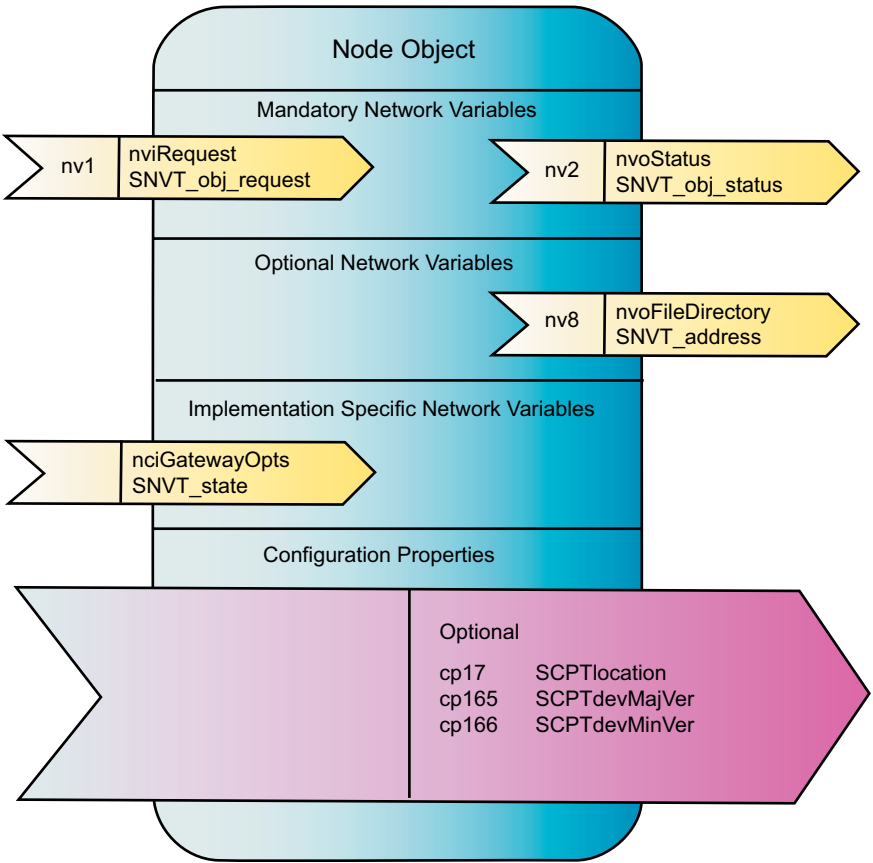 Node Object
Mandatory Network Variables
nv1
nviRequest
SNVT_obj_request
nv2
nvoStatus
SNVT_obj_status
Optional Network Variables
nv8
nvoFileDirectory
SNVT_address
Implementation Specific Network Variables
nciGatewayOpts
SNVT_state
Configuration Properties
Optional
cp17 SCPTlocation
cp165 SCPTdevMajVer
cp166 SCPTdevMinVer